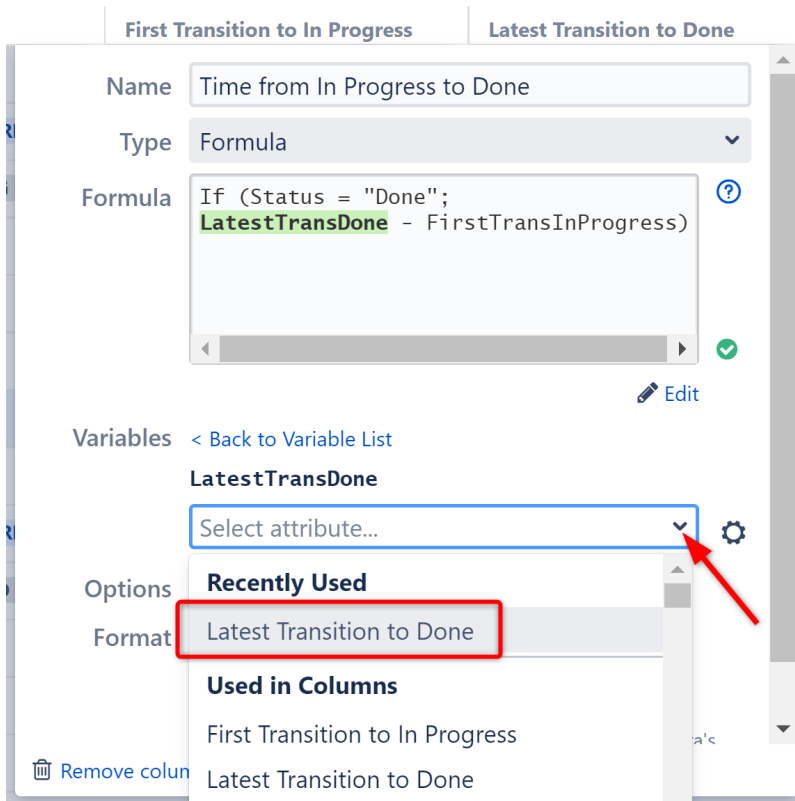 First Transition to In Progress
Latest Transition to Done
Name
Time from In Progress to Done
Type
Formula
Formula
If (Status = "Done";
LatestTransDone - FirstTransInProgress)
Edit
Variables
< Back to Variable List
LatestTransDone
Select attribute...
Options
Recently Used
Format
Latest Transition to Done
Used in Columns
First Transition to In Progress
Remove colum
Latest Transition to Done